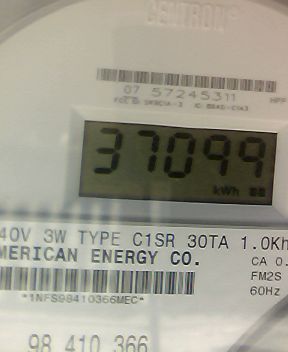 CENTRON®
07 57245311
37099
kWh
40V 3W TYPE C1SR 30TA 1.0Kh
MERICAN ENERGY CO.
CA 0.
FM2S
60Hz
*1NFS98410366MEC*
98 410 366